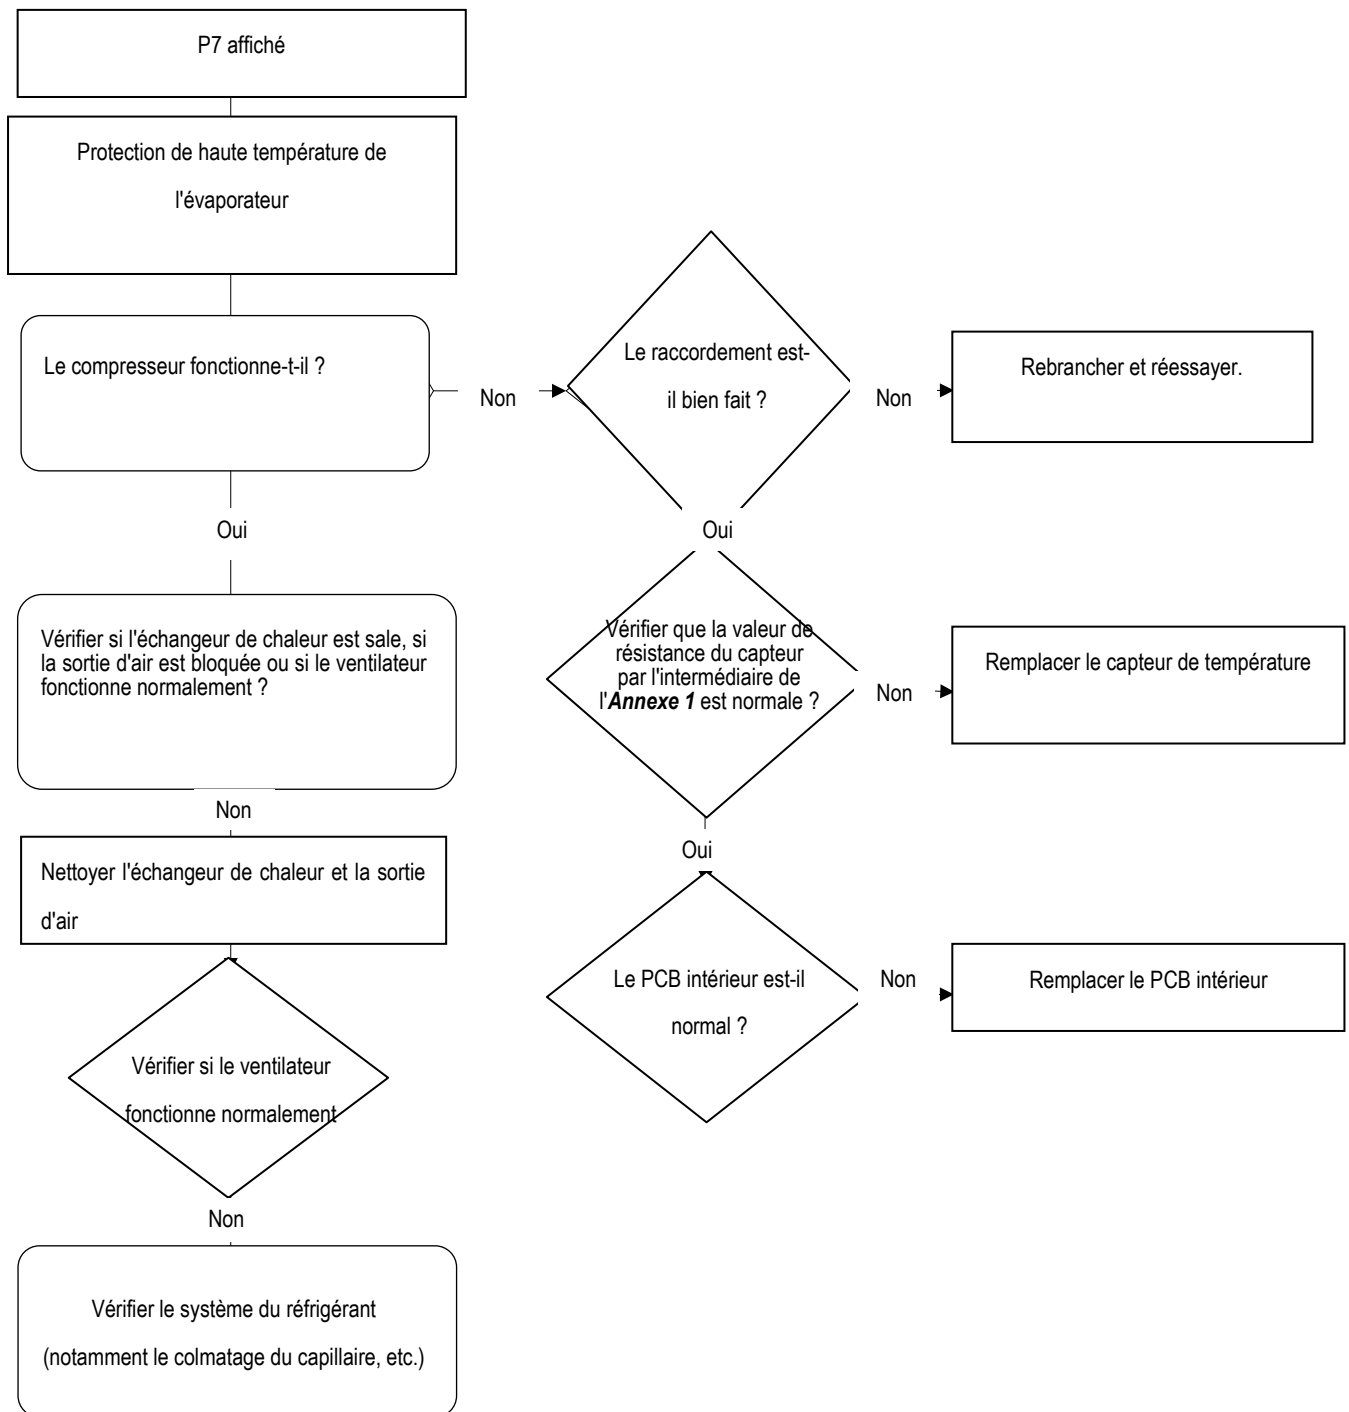 P7 affiché
Protection de haute température de
l'évaporateur
Le compresseur fonctionne-t-il ?
Non
Le raccordement est-
il bien fait ?
Non
Rebrancher et réessayer.
Oui
Oui
Vérifier si l'échangeur de chaleur est sale, si
la sortie d'air est bloquée ou si le ventilateur
fonctionne normalement ?
Vérifier que la valeur de
résistance du capteur
par l'intermédiaire de
l'Annexe 1 est normale ?
Non
Remplacer le capteur de température
Non
Oui
Nettoyer l'échangeur de chaleur et la sortie
d'air
Le PCB intérieur est-il
normal ?
Non
Remplacer le PCB intérieur
Vérifier si le ventilateur
fonctionne normalement
Non
Vérifier le système du réfrigérant
(notamment le colmatage du capillaire, etc.)